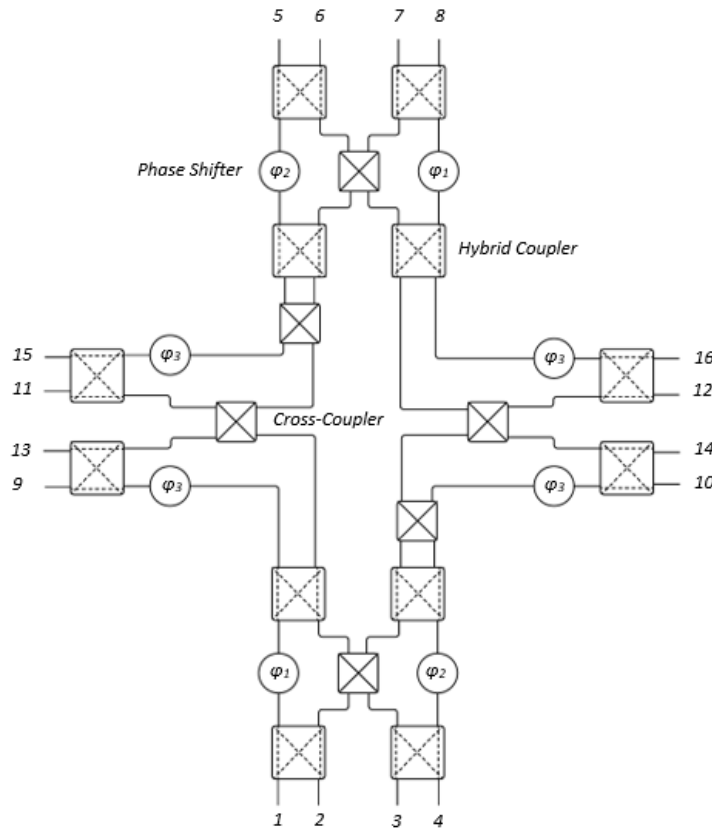 5 6 7 8
Phase Shifter φ2 φ1
Hybrid Coupler
15 φ3 φ3 16
11 12
Cross-Coupler
13 14
9 φ3 φ3 10
φ1 φ2
1 2 3 4